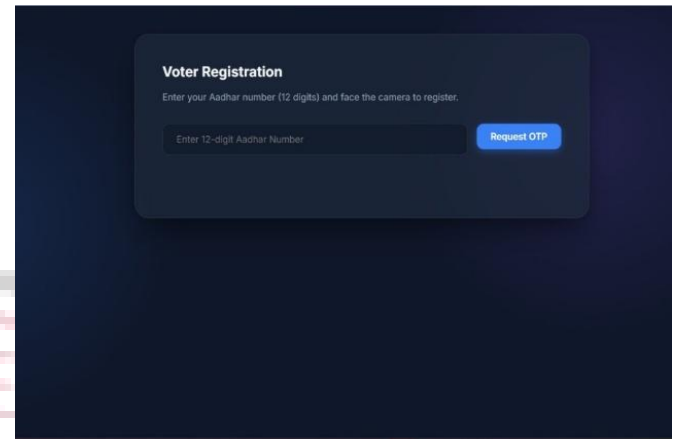 Voter Registration
Enter your Aadhar number (12 digits) and face the camera to register.
Enter 12-digit Aadhar Number
Request OTP